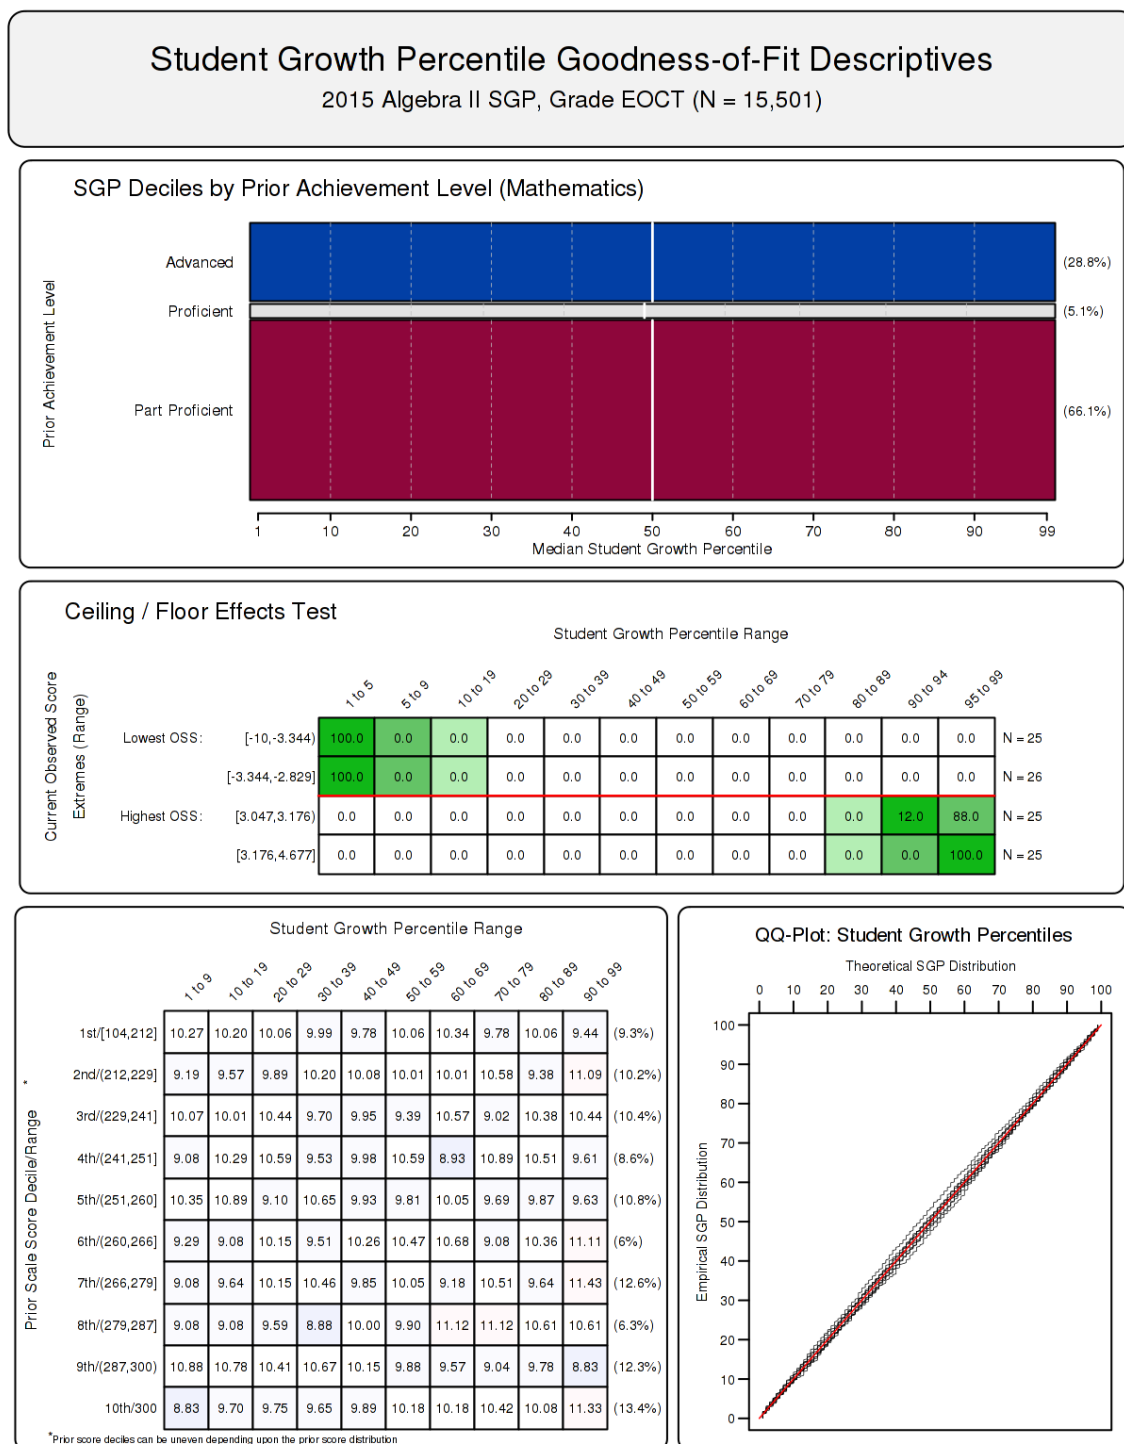 Student Growth Percentile Goodness-of-Fit Descriptives
2015 Algebra II SGP, Grade EOCT (N = 15,501)
SGP Deciles by Prior Achievement Level (Mathematics)
Prior Achievement Level
Advanced (28.8%)
Proficient (5.1%)
Part Proficient (66.1%)
1 10 20 30 40 50 60 70 80 90 99
Median Student Growth Percentile
Ceiling / Floor Effects Test
Student Growth Percentile Range
Current Observed Score
Extremes (Range)
1 to 5 5 to 9 10 to 19 20 to 29 30 to 39 40 to 49 50 to 59 60 to 69 70 to 79 80 to 89 90 to 94 95 to 99
Lowest OSS: [-10,-3.344) 100.0 0.0 0.0 0.0 0.0 0.0 0.0 0.0 0.0 0.0 0.0 0.0 N = 25
[-3.344,-2.829] 100.0 0.0 0.0 0.0 0.0 0.0 0.0 0.0 0.0 0.0 0.0 0.0 N = 26
Highest OSS: [3.047,3.176) 0.0 0.0 0.0 0.0 0.0 0.0 0.0 0.0 0.0 0.0 12.0 88.0 N = 25
[3.176,4.677] 0.0 0.0 0.0 0.0 0.0 0.0 0.0 0.0 0.0 0.0 0.0 100.0 N = 25
Student Growth Percentile Range
Prior Scale Score Decile/Range *
1 to 9 10 to 19 20 to 29 30 to 39 40 to 49 50 to 59 60 to 69 70 to 79 80 to 89 90 to 99
1st/[104,212] 10.27 10.20 10.06 9.99 9.78 10.06 10.34 9.78 10.06 9.44 (9.3%)
2nd/(212,229] 9.19 9.57 9.89 10.20 10.08 10.01 10.01 10.58 9.38 11.09 (10.2%)
3rd/(229,241] 10.07 10.01 10.44 9.70 9.95 9.39 10.57 9.02 10.38 10.44 (10.4%)
4th/(241,251] 9.08 10.29 10.59 9.53 9.98 10.59 8.93 10.89 10.51 9.61 (8.6%)
5th/(251,260] 10.35 10.89 9.10 10.65 9.93 9.81 10.05 9.69 9.87 9.63 (10.8%)
6th/(260,266] 9.29 9.08 10.15 9.51 10.26 10.47 10.68 9.08 10.36 11.11 (6%)
7th/(266,279] 9.08 9.64 10.15 10.46 9.85 10.05 9.18 10.51 9.64 11.43 (12.6%)
8th/(279,287] 9.08 9.08 9.59 8.88 10.00 9.90 11.12 11.12 10.61 10.61 (6.3%)
9th/(287,300) 10.88 10.78 10.41 10.67 10.15 9.88 9.57 9.04 9.78 8.83 (12.3%)
10th/300 8.83 9.70 9.75 9.65 9.89 10.18 10.18 10.42 10.08 11.33 (13.4%)
*Prior score deciles can be uneven depending upon the prior score distribution
QQ-Plot: Student Growth Percentiles
Theoretical SGP Distribution
0 10 20 30 40 50 60 70 80 90 100
Empirical SGP Distribution
100
90
80
70
60
50
40
30
20
10
0